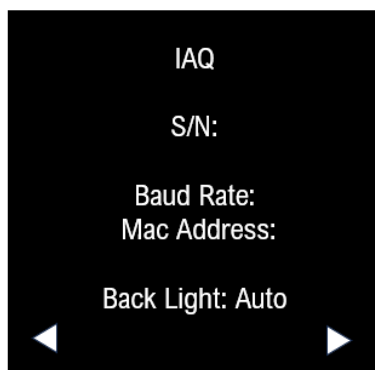 IAQ
S/N:
Baud Rate:
Mac Address:
Back Light: Auto